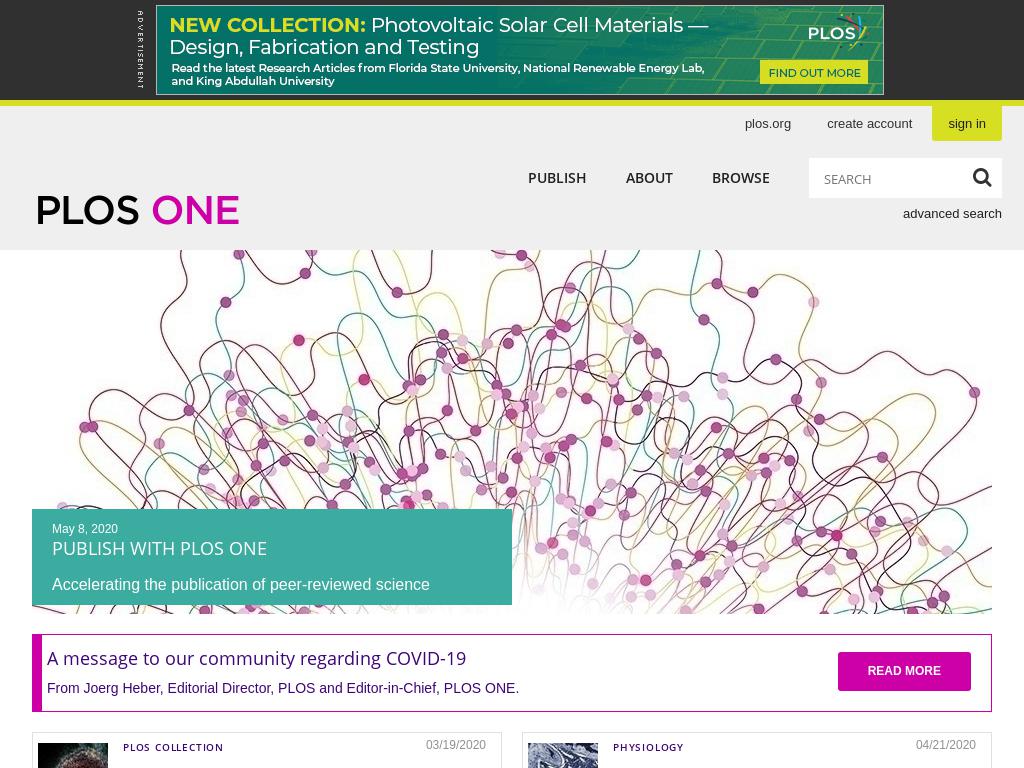 ADVERTISEMENT
NEW COLLECTION: Photovoltaic Solar Cell Materials —
Design, Fabrication and Testing
Read the latest Research Articles from Florida State University, National Renewable Energy Lab,
and King Abdullah University
PLOS
FIND OUT MORE
plos.org
create account
sign in
PUBLISH
ABOUT
BROWSE
SEARCH
PLOS ONE
advanced search
May 8, 2020
PUBLISH WITH PLOS ONE
Accelerating the publication of peer-reviewed science
A message to our community regarding COVID-19
From Joerg Heber, Editorial Director, PLOS and Editor-in-Chief, PLOS ONE.
READ MORE
PLOS COLLECTION
03/19/2020
PHYSIOLOGY
04/21/2020